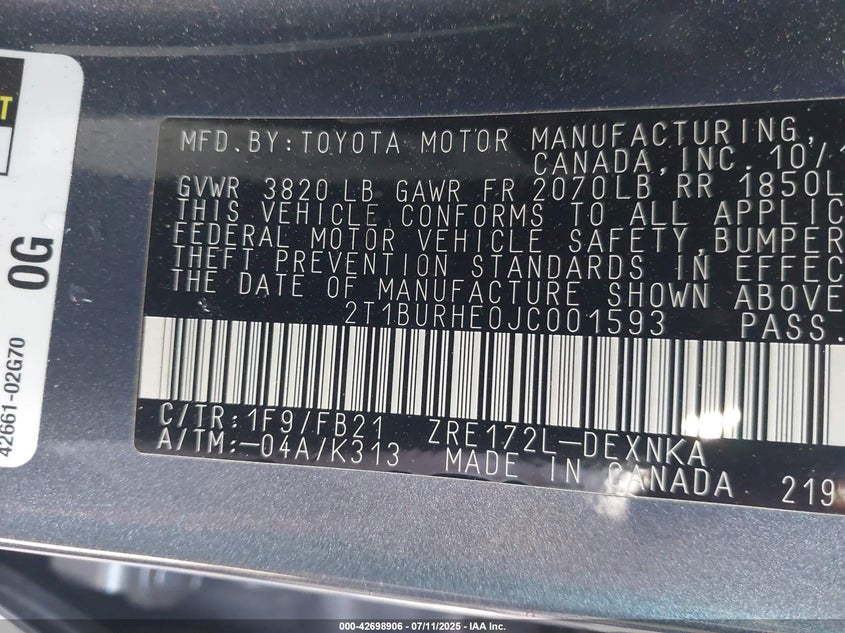 T
0G
42661-02G70
MFD.BY:TOYOTA MOTOR MANUFACTURING,
CANADA,INC. 10/1
GVWR 3820 LB GAWR FR 2070LB RR 1850L
THIS VEHICLE CONFORMS TO ALL APPLIC
FEDERAL MOTOR VEHICLE SAFETY,BUMPER
THEFT PREVENTION STANDARDS IN EFFEC
THE DATE OF MANUFACTURE SHOWN ABOVE
2T1BURHE0JC001593 PASS.
C/TR:1F9/FB21 ZRE172L-DEXNKA
A/TM:-04A/K313 MADE IN CANADA 219
000-42698906 - 07/11/2025 - IAA Inc.